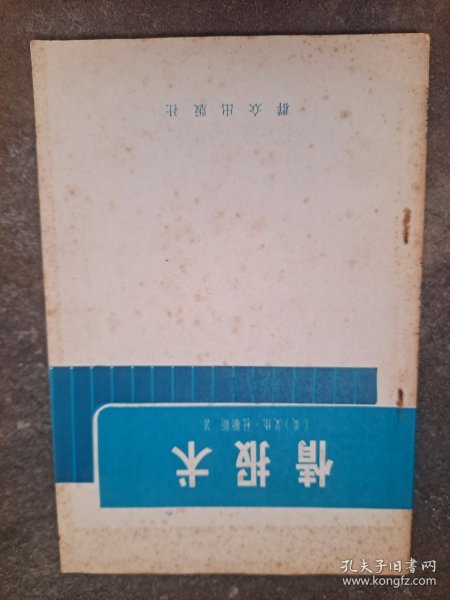 情报术
（美）艾伦·杜勒斯 著
群众出版社
孔夫子旧书网
www.kongfz.com